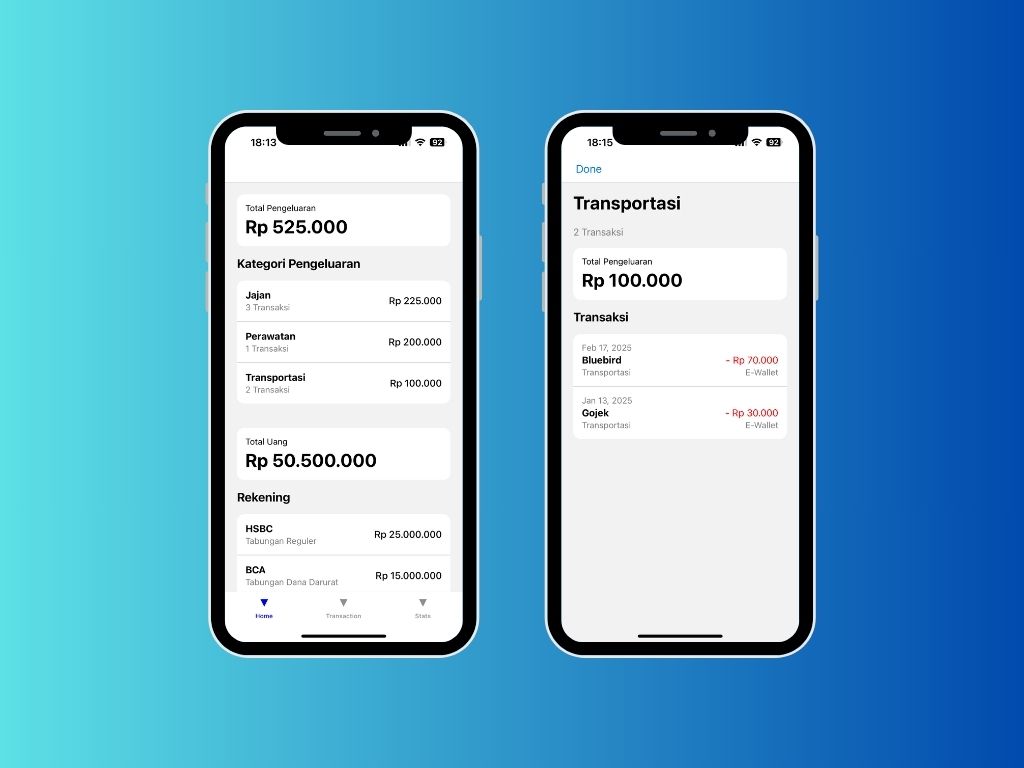 18:13
92
Total Pengeluaran
Rp 525.000
Kategori Pengeluaran
Jajan
3 Transaksi
Rp 225.000
Perawatan
1 Transaksi
Rp 200.000
Transportasi
2 Transaksi
Rp 100.000
Total Uang
Rp 50.500.000
Rekening
HSBC
Tabungan Reguler
Rp 25.000.000
BCA
Tabungan Dana Darurat
Rp 15.000.000
Home
Transaction
Stats
18:15
92
Done
Transportasi
2 Transaksi
Total Pengeluaran
Rp 100.000
Transaksi
Feb 17, 2025
Bluebird
- Rp 70.000
Transportasi
E-Wallet
Jan 13, 2025
Gojek
- Rp 30.000
Transportasi
E-Wallet